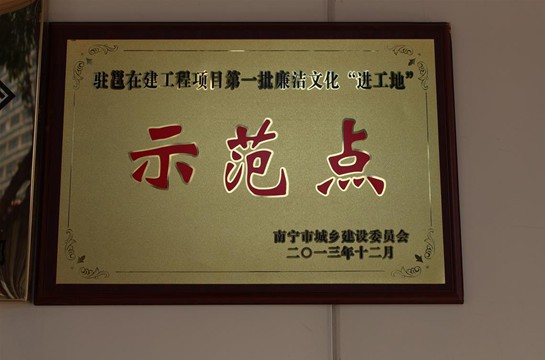 驻邕在建工程项目第一批廉洁文化“进工地”
示范点
南宁市城乡建设委员会
二〇一三年十二月